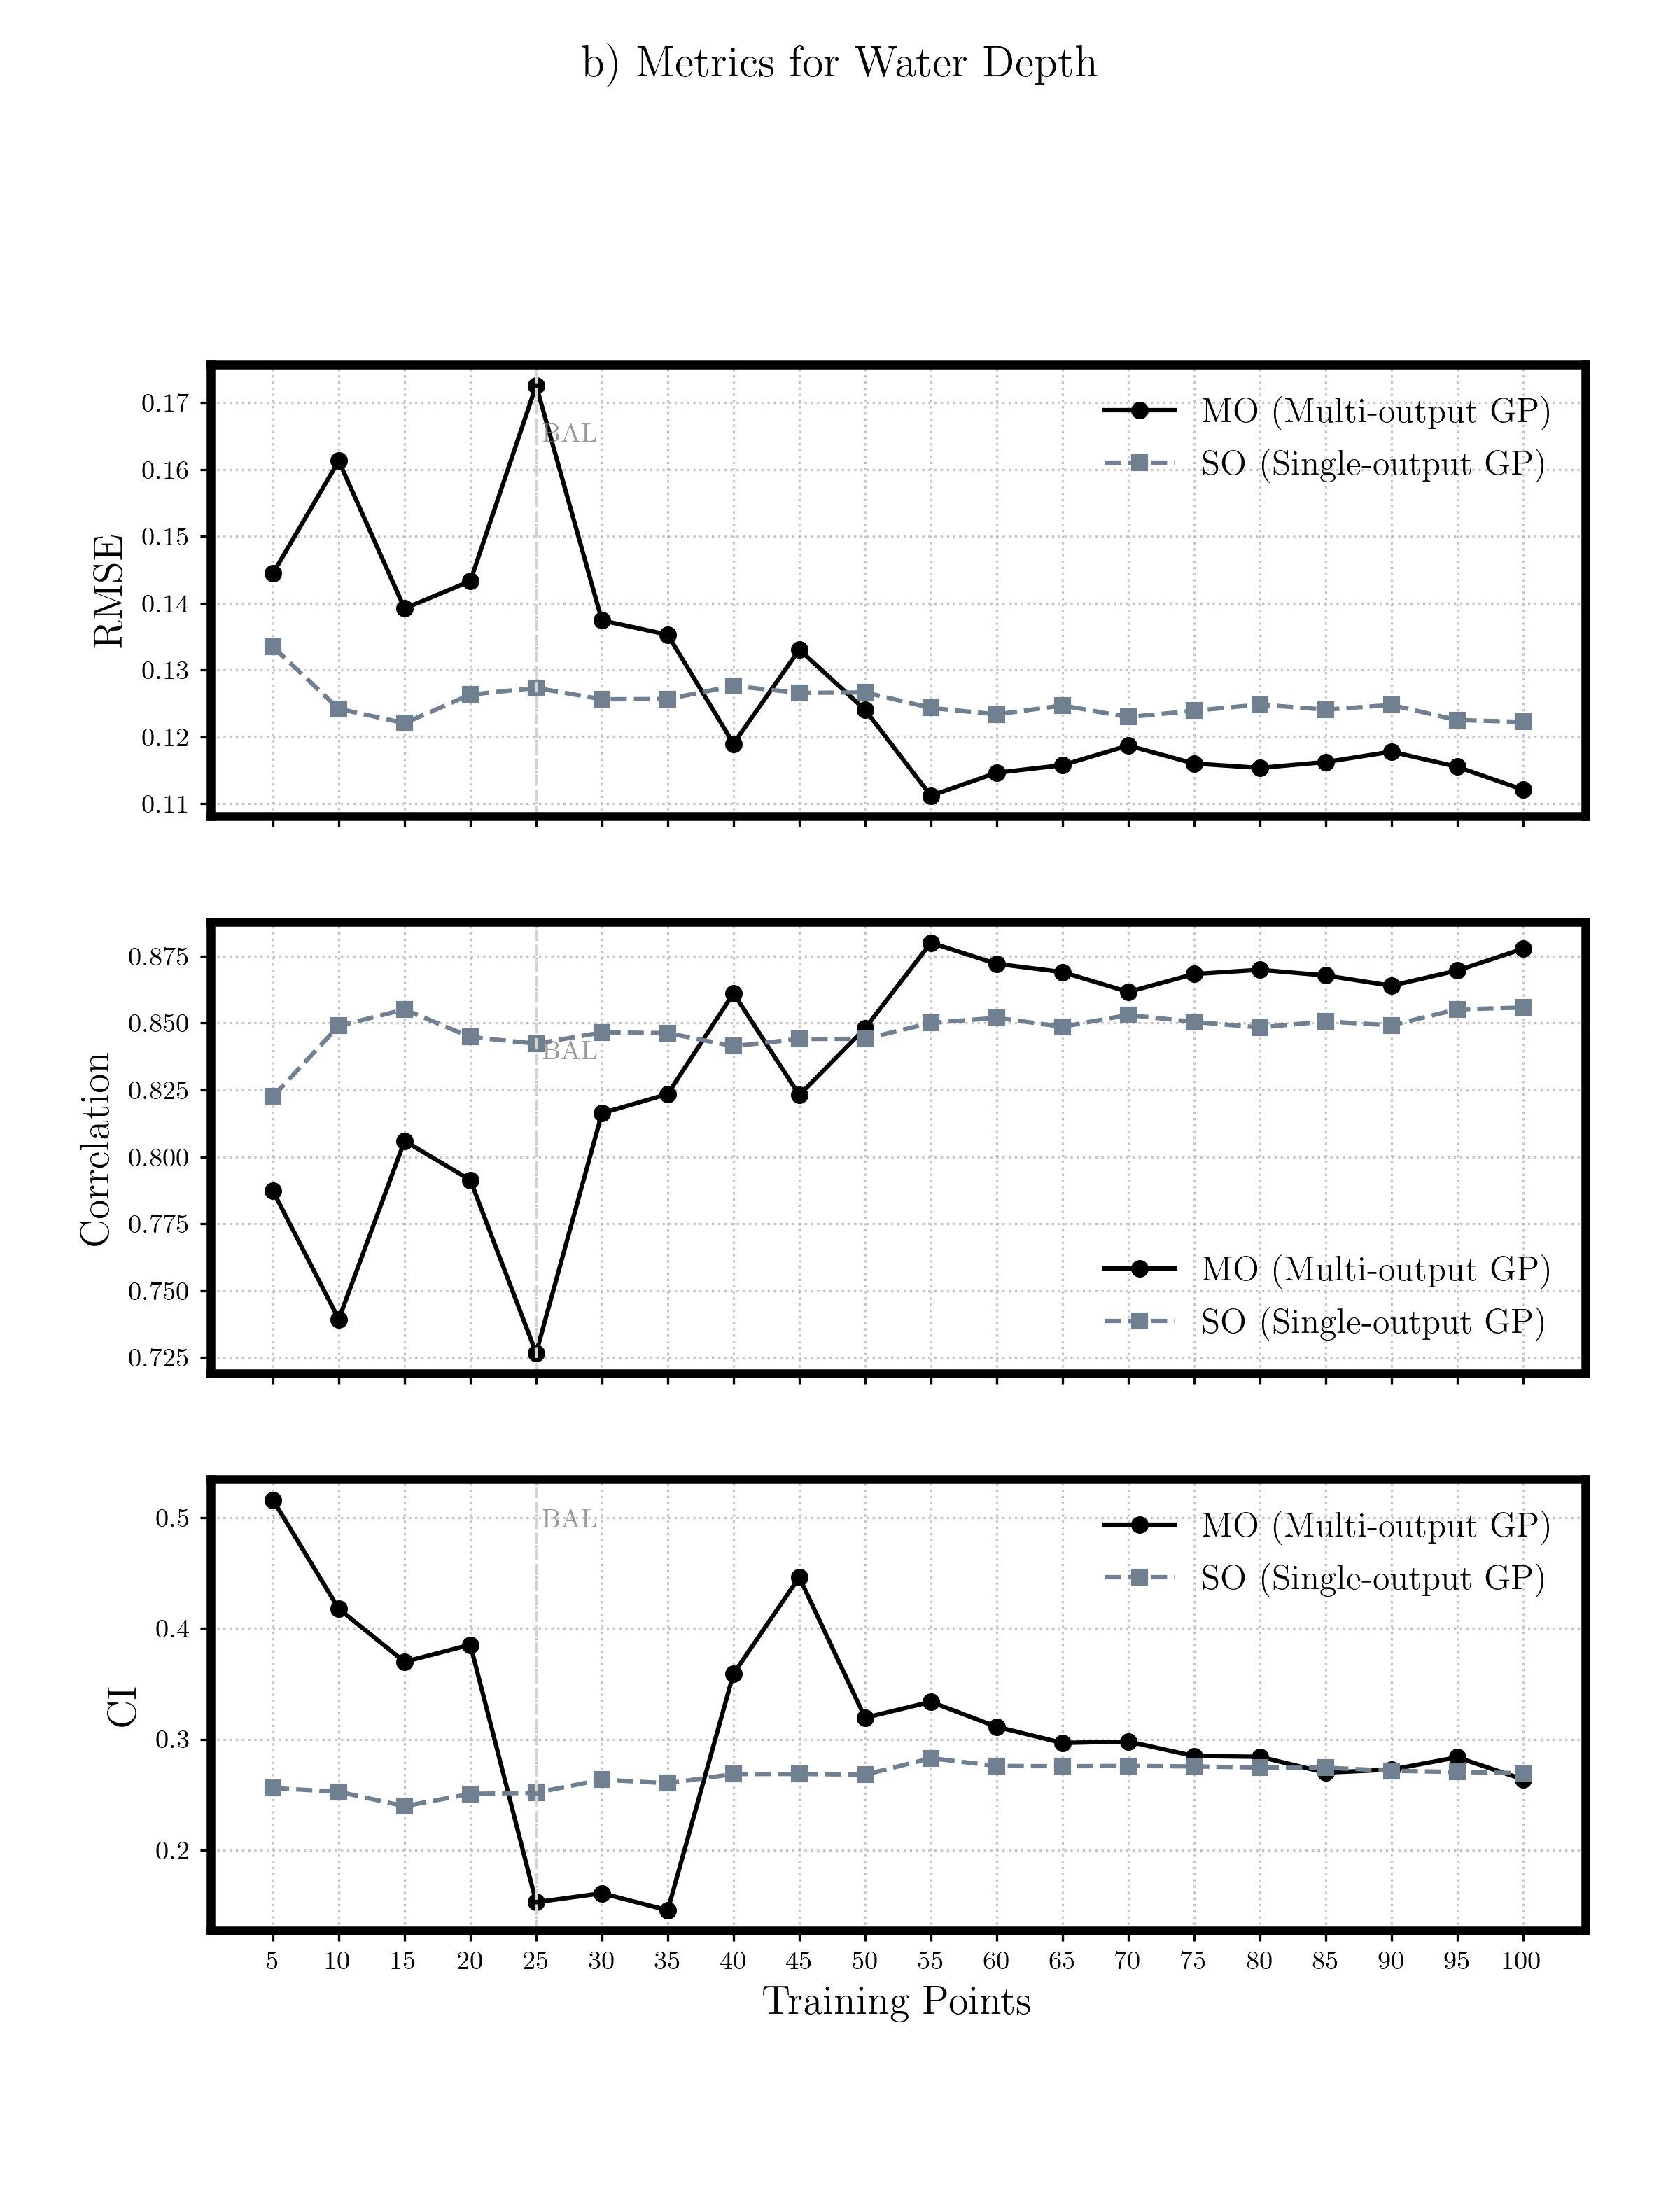 b) Metrics for Water Depth
0.17
0.16
0.15
0.14
0.13
0.12
0.11
RMSE
BAL
MO (Multi-output GP)
SO (Single-output GP)
0.875
0.850
0.825
0.800
0.775
0.750
0.725
Correlation
BAL
MO (Multi-output GP)
SO (Single-output GP)
0.5
0.4
0.3
0.2
CI
BAL
MO (Multi-output GP)
SO (Single-output GP)
5 10 15 20 25 30 35 40 45 50 55 60 65 70 75 80 85 90 95 100
Training Points